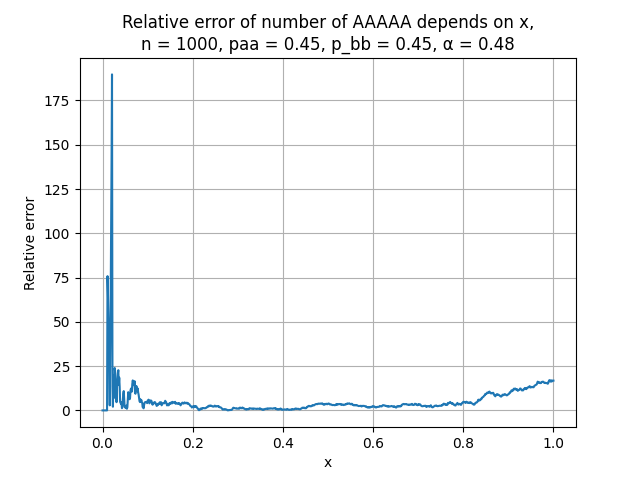 Relative error of number of AAAAA depends on x,
n = 1000, paa = 0.45, p_bb = 0.45, α = 0.48
175
150
125
100
75
50
25
0
Relative error
0.0 0.2 0.4 0.6 0.8 1.0
x